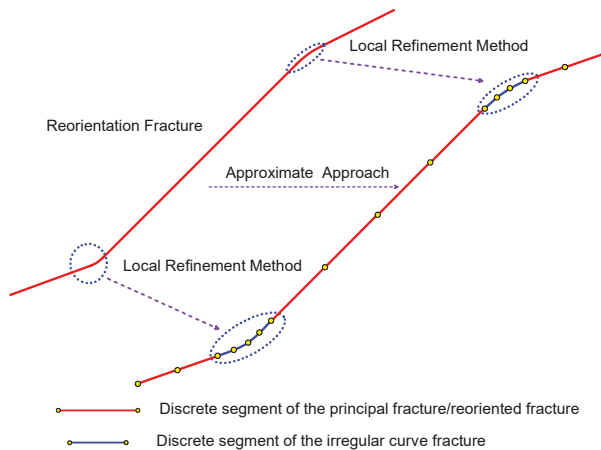 Local Refinement Method
Reorientation Fracture
Approximate Approach
Local Refinement Method
Discrete segment of the principal fracture/reoriented fracture
Discrete segment of the irregular curve fracture